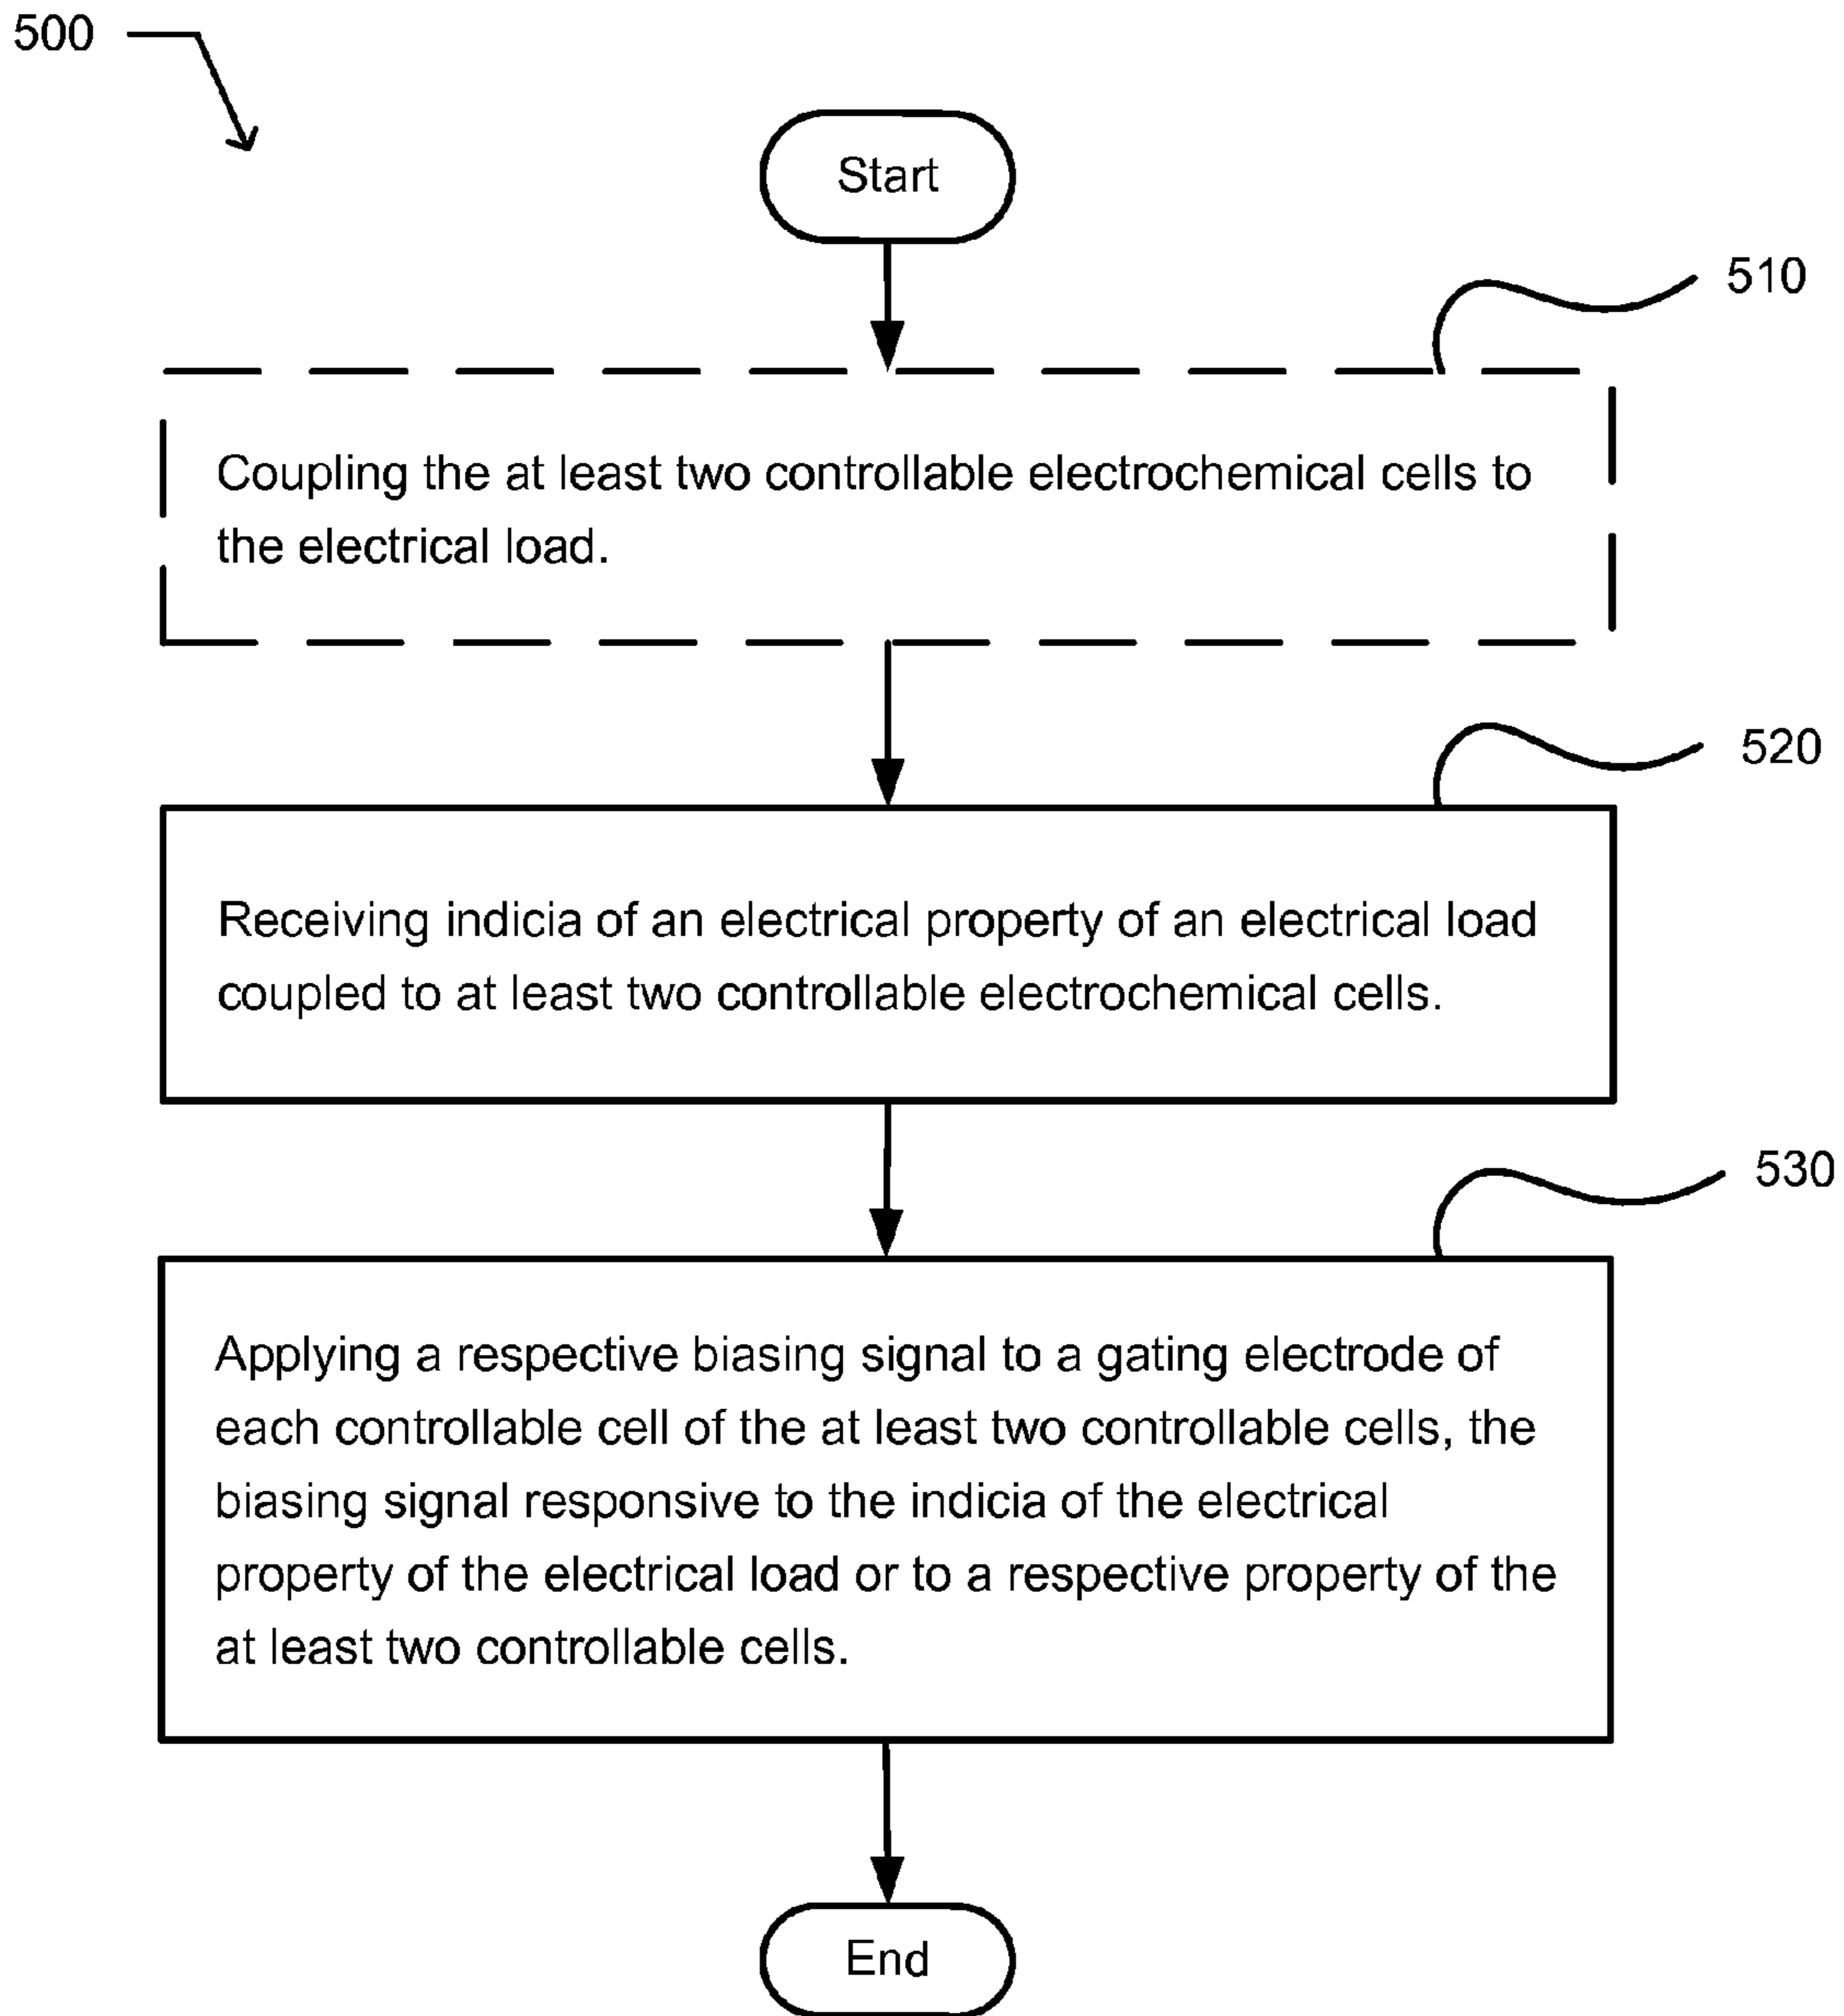 500
Start
510
Coupling the at least two controllable electrochemical cells to
the electrical load.
520
Receiving indicia of an electrical property of an electrical load
coupled to at least two controllable electrochemical cells.
530
Applying a respective biasing signal to a gating electrode of
each controllable cell of the at least two controllable cells, the
biasing signal responsive to the indicia of the electrical
property of the electrical load or to a respective property of the
at least two controllable cells.
End